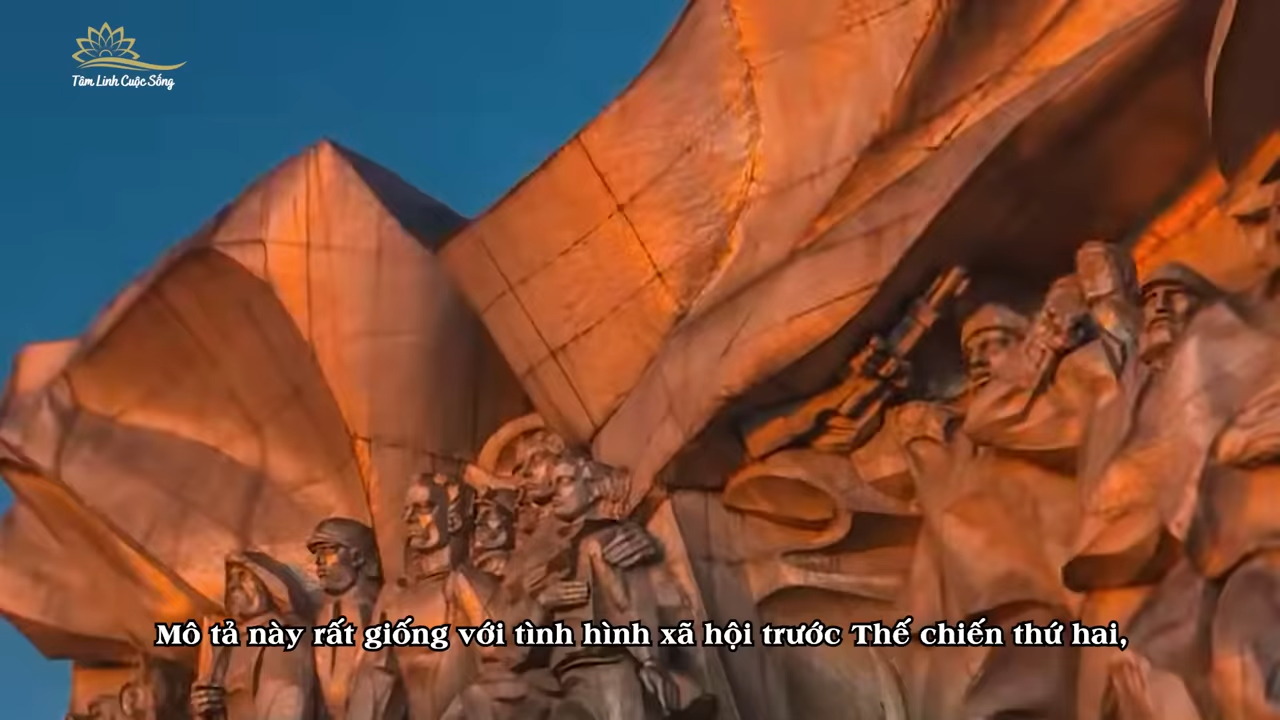 Tâm Linh Cuộc Sống
Mô tả này rất giống với tình hình xã hội trước Thế chiến thứ hai,